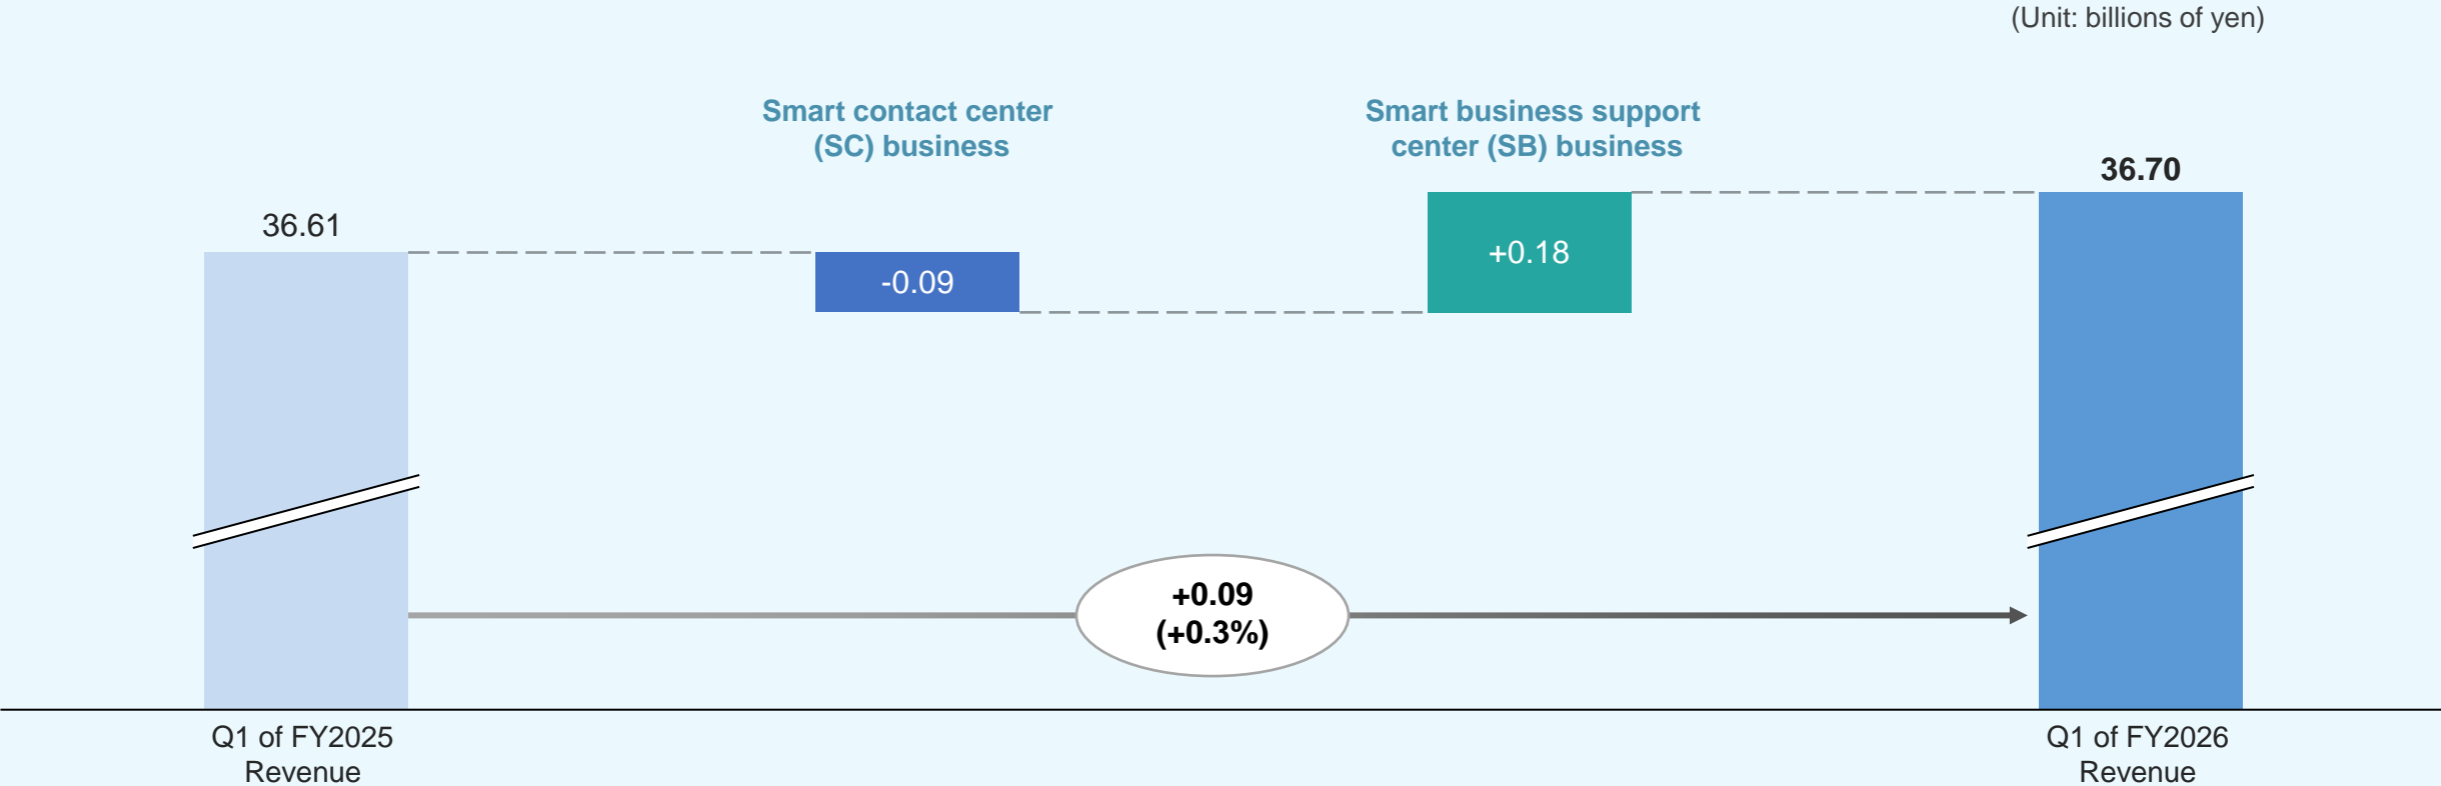 (Unit: billions of yen)
Smart contact center
(SC) business
Smart business support
center (SB) business
36.61
-0.09
+0.18
36.70
+0.09
(+0.3%)
Q1 of FY2025
Revenue
Q1 of FY2026
Revenue